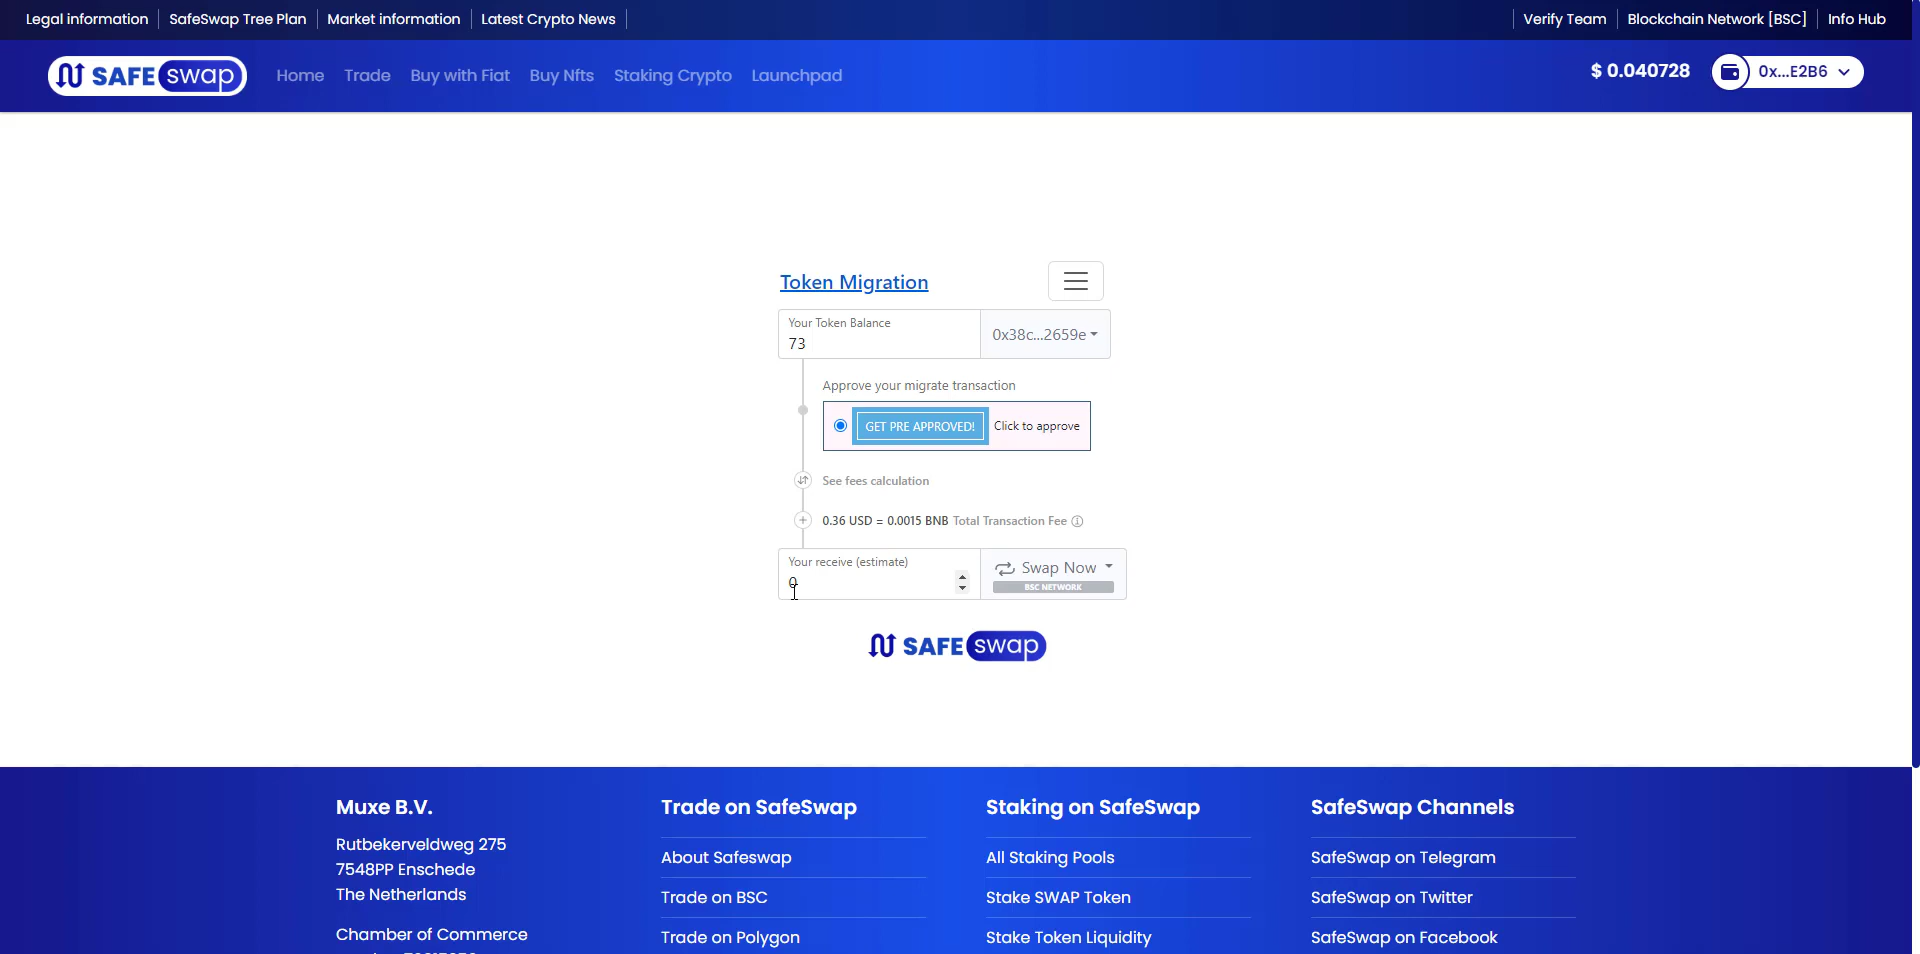 Legal information
SafeSwap Tree Plan
Market information
Latest Crypto News
Verify Team
Blockchain Network [BSC]
Info Hub
SAFE swap
Home
Trade
Buy with Fiat
Buy Nfts
Staking Crypto
Launchpad
$ 0.040728
0x...E2B6
Token Migration
Your Token Balance
73
0x38c...2659e
Approve your migrate transaction
GET PRE APPROVED!
Click to approve
See fees calculation
0.36 USD = 0.0015 BNB Total Transaction Fee
Your receive (estimate)
0
Swap Now
BSC NETWORK
SAFE swap
Muxe B.V.
Rutbekerveldweg 275
7548PP Enschede
The Netherlands
Chamber of Commerce
Trade on SafeSwap
About Safeswap
Trade on BSC
Trade on Polygon
Staking on SafeSwap
All Staking Pools
Stake SWAP Token
Stake Token Liquidity
SafeSwap Channels
SafeSwap on Telegram
SafeSwap on Twitter
SafeSwap on Facebook